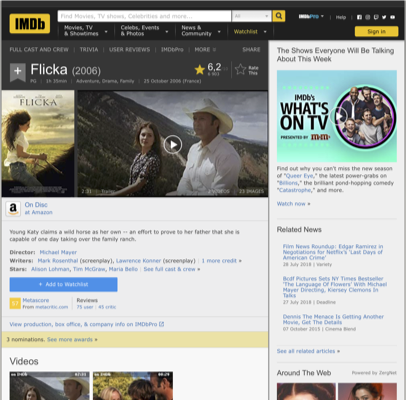 IMDb
Find Movies, TV shows, Celebrities and more...
All
IMDbPro
Help
Movies, TV & Showtimes
Celebs, Events & Photos
News & Community
Watchlist
Sign in
FULL CAST AND CREW | TRIVIA | USER REVIEWS | IMDbPro | MORE
SHARE
Flicka (2006)
6,2
Rate This
PG | 1h 35min | Adventure, Drama, Family | 25 October 2006 (France)
FLICKA
2:31
On Disc
at Amazon
Young Katy claims a wild horse as her own -- an effort to prove to her father that she is
capable of one day taking over the family ranch.
Director: Michael Mayer
Writers: Mark Rosenthal (screenplay), Lawrence Konner (screenplay) | 1 more credit »
Stars: Alison Lohman, Tim McGraw, Maria Bello | See full cast & crew »
+ Add to Watchlist
Metascore
From metacritic.com
Reviews
75 user | 45 critic
View production, box office, & company info on IMDbPro
3 nominations. See more awards »
Videos
The Shows Everyone Will Be Talking
About This Week
IMDb's
WHAT'S
ON TV
PRESENTED BY m&m's
Find out why you can't miss the new season
of "Queer Eye," the latest power-grabs on
"Billions," the brilliant pond-hopping comedy
"Catastrophe," and more.
Watch now »
Related News
Film News Roundup: Edgar Ramirez in
Negotiations for Netflix's 'Last Days of
American Crime'
28 July 2018 | Variety
Bcdf Pictures Sets NY Times Bestseller
'The Language Of Flowers' With Michael
Mayer Directing, Kiersey Clemons In
Talks
27 July 2018 | Deadline
Dennis The Menace Is Getting Another
Movie, Get The Details
07 October 2015 | Cinema Blend
See all related articles »
Around The Web
Powered by ZergNet